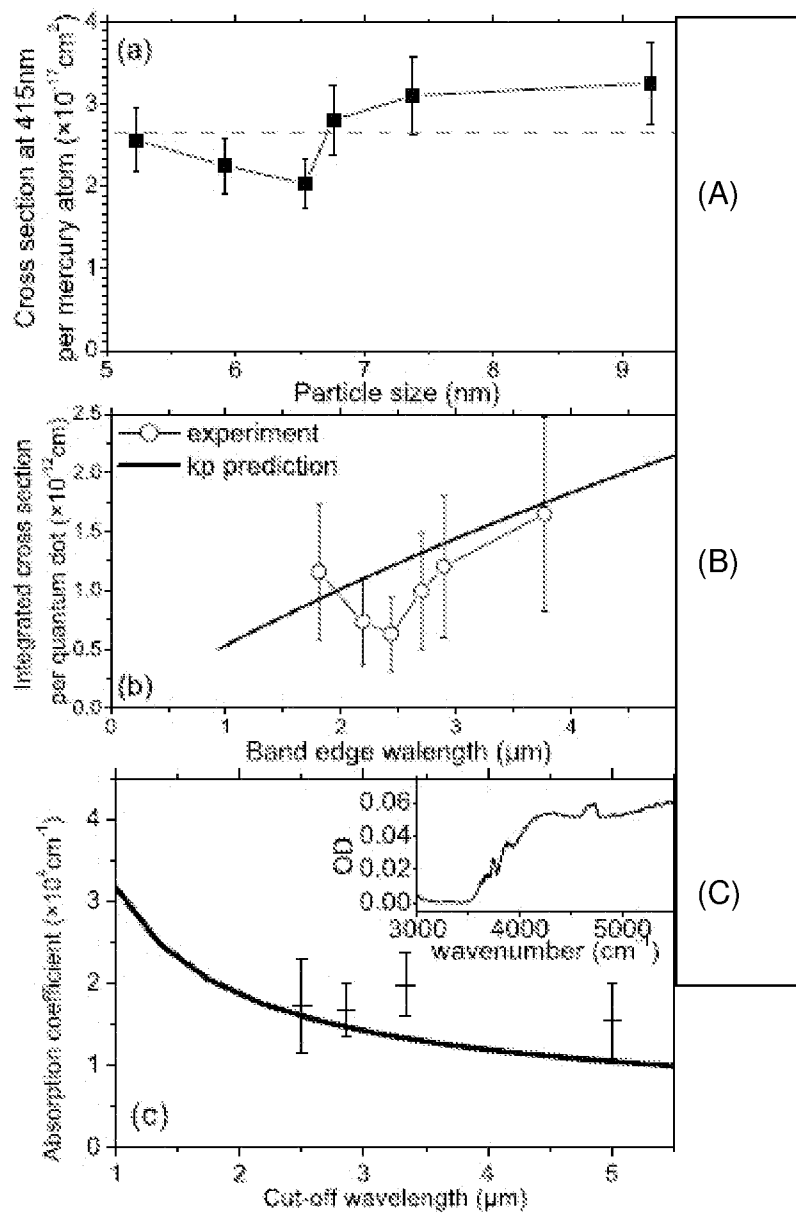 (a)
Cross section at 415nm
per mercury atom (×10⁻¹⁷cm²)
4
3
2
1
0
5 6 7 8 9
Particle size (nm)
(A)
Integrated cross section
per quantum dot (×10⁻¹²cm)
2.5
2.0
1.5
1.0
0.5
0.0
experiment
kp prediction
(b)
0 1 2 3 4
Band edge walength (μm)
(B)
Absorption coefficient
4
3
2
1
0
OD
0.06
0.04
0.02
0.00
3000 4000 5000
wavenumber (cm⁻¹)
(c)
1 2 3 4 5
Cut-off wavelength (μm)
(C)